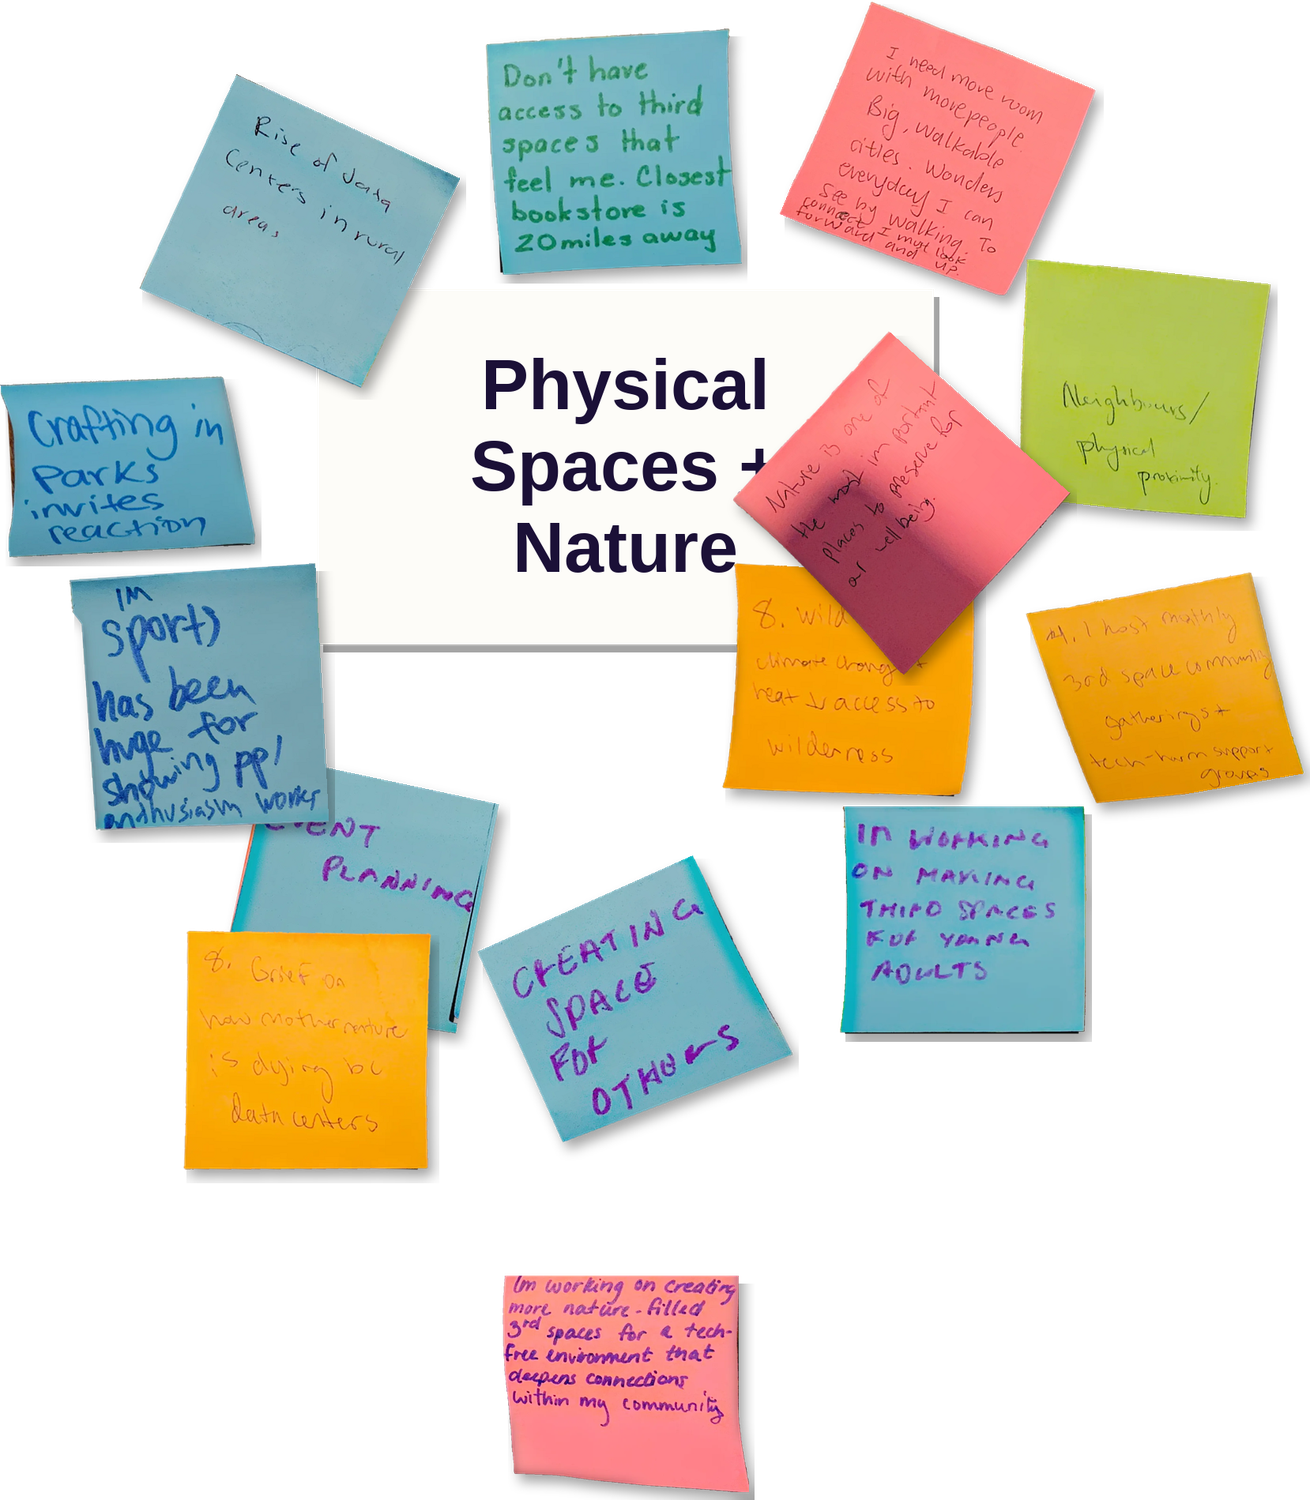 Rise of data
Centers in rural
areas
Don't have
access to third
spaces that
feel me. Closest
bookstore is
20 miles away
I need more room
with more people
Big, walkable
cities. Wonders
everyday I can
see by walking. To
connect I must look
forward and up.
Physical
Spaces +
Nature
Nature is one of
the most important
places to preserve for
our well being.
Neighbours/
physical
proximity.
Crafting in
Parks
invites
reaction
IM
sports
has been
huge for
showing ppl
enthusiasm works
8. wild
climate change +
heat ↓ access to
wilderness
I host monthly
3rd space community
gatherings +
tech-harm support
groups
EVENT
PLANNING
8. Grief on
how mother nature
is dying bc
data centers
CREATING
SPACE
FOR
OTHERS
IM WORKING
ON MAKING
THIRD SPACES
FOR YOUNG
ADULTS
Im working on creating
more nature-filled
3rd spaces for a tech-
free environment that
deepens connections
within my community